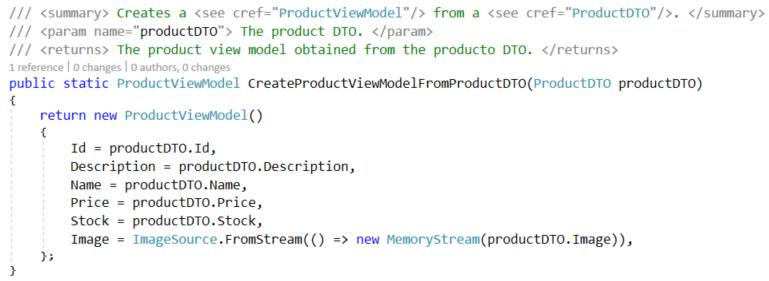 /// <summary> Creates a <see cref="ProductViewModel"/> from a <see cref="ProductDTO"/>. </summary>
/// <param name="productDTO"> The product DTO. </param>
/// <returns> The product view model obtained from the producto DTO. </returns>
1 reference | 0 changes | 0 authors, 0 changes
public static ProductViewModel CreateProductViewModelFromProductDTO(ProductDTO productDTO)
{
    return new ProductViewModel()
    {
        Id = productDTO.Id,
        Description = productDTO.Description,
        Name = productDTO.Name,
        Price = productDTO.Price,
        Stock = productDTO.Stock,
        Image = ImageSource.FromStream(() => new MemoryStream(productDTO.Image)),
    };
}